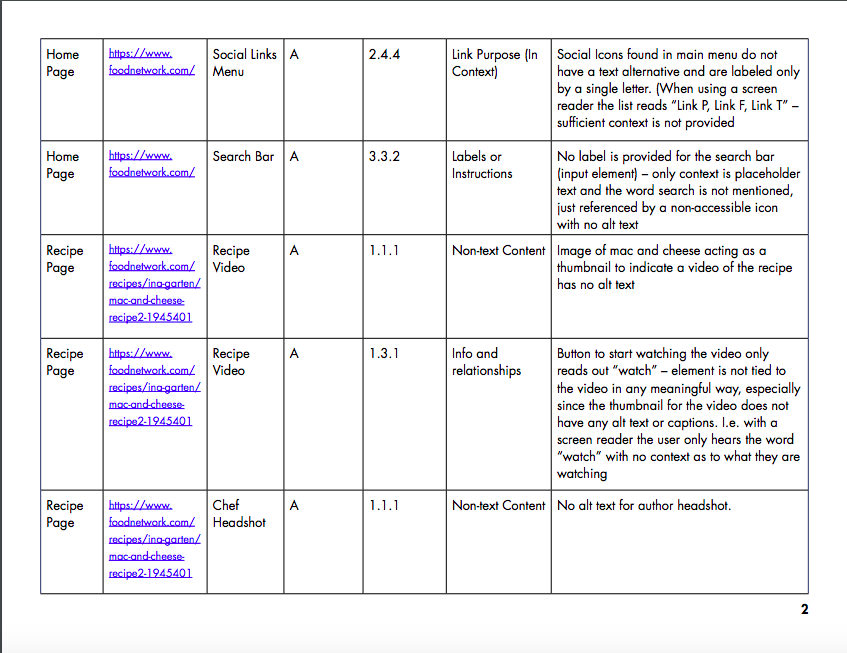 Home Page
https://www.foodnetwork.com/
Social Links Menu
A
2.4.4
Link Purpose (In Context)
Social Icons found in main menu do not
have a text alternative and are labeled only
by a single letter. (When using a screen
reader the list reads “Link P, Link F, Link T” –
sufficient context is not provided
Home Page
https://www.foodnetwork.com/
Search Bar
A
3.3.2
Labels or Instructions
No label is provided for the search bar
(input element) – only context is placeholder
text and the word search is not mentioned,
just referenced by a non-accessible icon
with no alt text
Recipe Page
https://www.foodnetwork.com/recipes/ina-garten/mac-and-cheese-recipe2-1945401
Recipe Video
A
1.1.1
Non-text Content
Image of mac and cheese acting as a
thumbnail to indicate a video of the recipe
has no alt text
Recipe Page
https://www.foodnetwork.com/recipes/ina-garten/mac-and-cheese-recipe2-1945401
Recipe Video
A
1.3.1
Info and relationships
Button to start watching the video only
reads out “watch” – element is not tied to
the video in any meaningful way, especially
since the thumbnail for the video does not
have any alt text or captions. I.e. with a
screen reader the user only hears the word
“watch” with no context as to what they are
watching
Recipe Page
https://www.foodnetwork.com/recipes/ina-garten/mac-and-cheese-recipe2-1945401
Chef Headshot
A
1.1.1
Non-text Content
No alt text for author headshot.
2